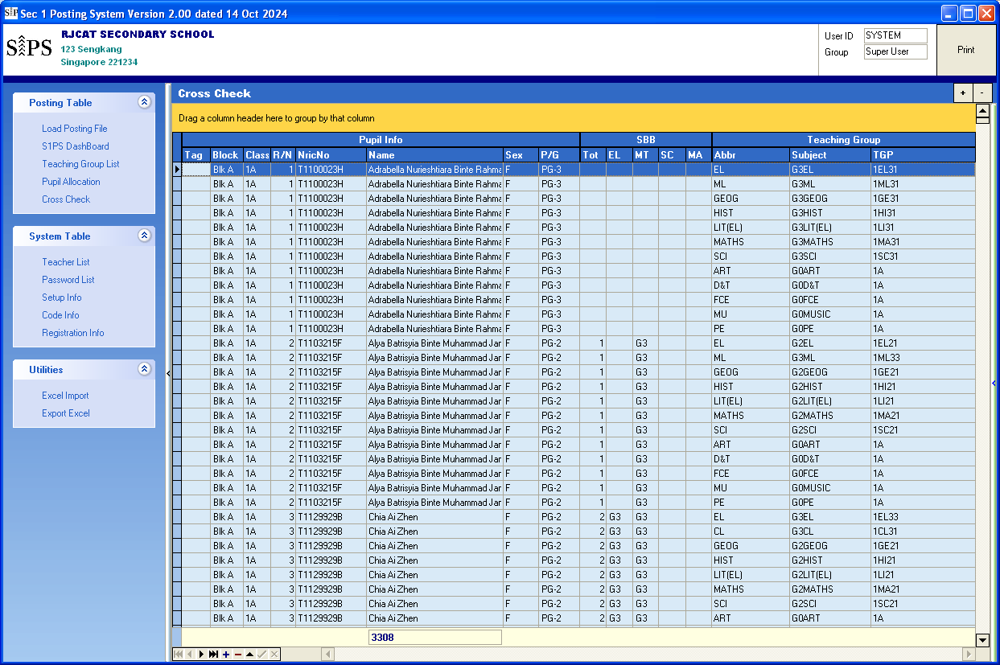 S1PS Sec 1 Posting System Version 2.00 dated 14 Oct 2024
S1PS
RJCAT SECONDARY SCHOOL
123 Sengkang
Singapore 221234
User ID SYSTEM
Group Super User
Print
Posting Table
Load Posting File
S1PS DashBoard
Teaching Group List
Pupil Allocation
Cross Check
System Table
Teacher List
Password List
Setup Info
Code Info
Registration Info
Utilities
Excel Import
Export Excel
Cross Check + -
Drag a column header here to group by that column
Pupil Info SBB Teaching Group
Tag Block Class R/N NricNo Name Sex P/G Tot EL MT SC MA Abbr Subject TGP
Blk A 1A 1 T1100023H Adrabella Nurieshtiara Binte Rahma F PG-3 EL G3EL 1EL31
Blk A 1A 1 T1100023H Adrabella Nurieshtiara Binte Rahma F PG-3 ML G3ML 1ML31
Blk A 1A 1 T1100023H Adrabella Nurieshtiara Binte Rahma F PG-3 GEOG G3GEOG 1GE31
Blk A 1A 1 T1100023H Adrabella Nurieshtiara Binte Rahma F PG-3 HIST G3HIST 1HI31
Blk A 1A 1 T1100023H Adrabella Nurieshtiara Binte Rahma F PG-3 LIT(EL) G3LIT(EL) 1LI31
Blk A 1A 1 T1100023H Adrabella Nurieshtiara Binte Rahma F PG-3 MATHS G3MATHS 1MA31
Blk A 1A 1 T1100023H Adrabella Nurieshtiara Binte Rahma F PG-3 SCI G3SCI 1SC31
Blk A 1A 1 T1100023H Adrabella Nurieshtiara Binte Rahma F PG-3 ART G0ART 1A
Blk A 1A 1 T1100023H Adrabella Nurieshtiara Binte Rahma F PG-3 D&T G0D&T 1A
Blk A 1A 1 T1100023H Adrabella Nurieshtiara Binte Rahma F PG-3 FCE G0FCE 1A
Blk A 1A 1 T1100023H Adrabella Nurieshtiara Binte Rahma F PG-3 MU G0MUSIC 1A
Blk A 1A 1 T1100023H Adrabella Nurieshtiara Binte Rahma F PG-3 PE G0PE 1A
Blk A 1A 2 T1103215F Alya Batrisyia Binte Muhammad Jar F PG-2 1 G3 EL G2EL 1EL21
Blk A 1A 2 T1103215F Alya Batrisyia Binte Muhammad Jar F PG-2 1 G3 ML G3ML 1ML33
Blk A 1A 2 T1103215F Alya Batrisyia Binte Muhammad Jar F PG-2 1 G3 GEOG G2GEOG 1GE21
Blk A 1A 2 T1103215F Alya Batrisyia Binte Muhammad Jar F PG-2 1 G3 HIST G2HIST 1HI21
Blk A 1A 2 T1103215F Alya Batrisyia Binte Muhammad Jar F PG-2 1 G3 LIT(EL) G2LIT(EL) 1LI21
Blk A 1A 2 T1103215F Alya Batrisyia Binte Muhammad Jar F PG-2 1 G3 MATHS G2MATHS 1MA21
Blk A 1A 2 T1103215F Alya Batrisyia Binte Muhammad Jar F PG-2 1 G3 SCI G2SCI 1SC21
Blk A 1A 2 T1103215F Alya Batrisyia Binte Muhammad Jar F PG-2 1 G3 ART G0ART 1A
Blk A 1A 2 T1103215F Alya Batrisyia Binte Muhammad Jar F PG-2 1 G3 D&T G0D&T 1A
Blk A 1A 2 T1103215F Alya Batrisyia Binte Muhammad Jar F PG-2 1 G3 FCE G0FCE 1A
Blk A 1A 2 T1103215F Alya Batrisyia Binte Muhammad Jar F PG-2 1 G3 MU G0MUSIC 1A
Blk A 1A 2 T1103215F Alya Batrisyia Binte Muhammad Jar F PG-2 1 G3 PE G0PE 1A
Blk A 1A 3 T1129929B Chia Ai Zhen F PG-2 2 G3 G3 EL G3EL 1EL33
Blk A 1A 3 T1129929B Chia Ai Zhen F PG-2 2 G3 G3 CL G3CL 1CL31
Blk A 1A 3 T1129929B Chia Ai Zhen F PG-2 2 G3 G3 GEOG G2GEOG 1GE21
Blk A 1A 3 T1129929B Chia Ai Zhen F PG-2 2 G3 G3 HIST G2HIST 1HI21
Blk A 1A 3 T1129929B Chia Ai Zhen F PG-2 2 G3 G3 LIT(EL) G2LIT(EL) 1LI21
Blk A 1A 3 T1129929B Chia Ai Zhen F PG-2 2 G3 G3 MATHS G2MATHS 1MA21
Blk A 1A 3 T1129929B Chia Ai Zhen F PG-2 2 G3 G3 SCI G2SCI 1SC21
Blk A 1A 3 T1129929B Chia Ai Zhen F PG-2 2 G3 G3 ART G0ART 1A
3308